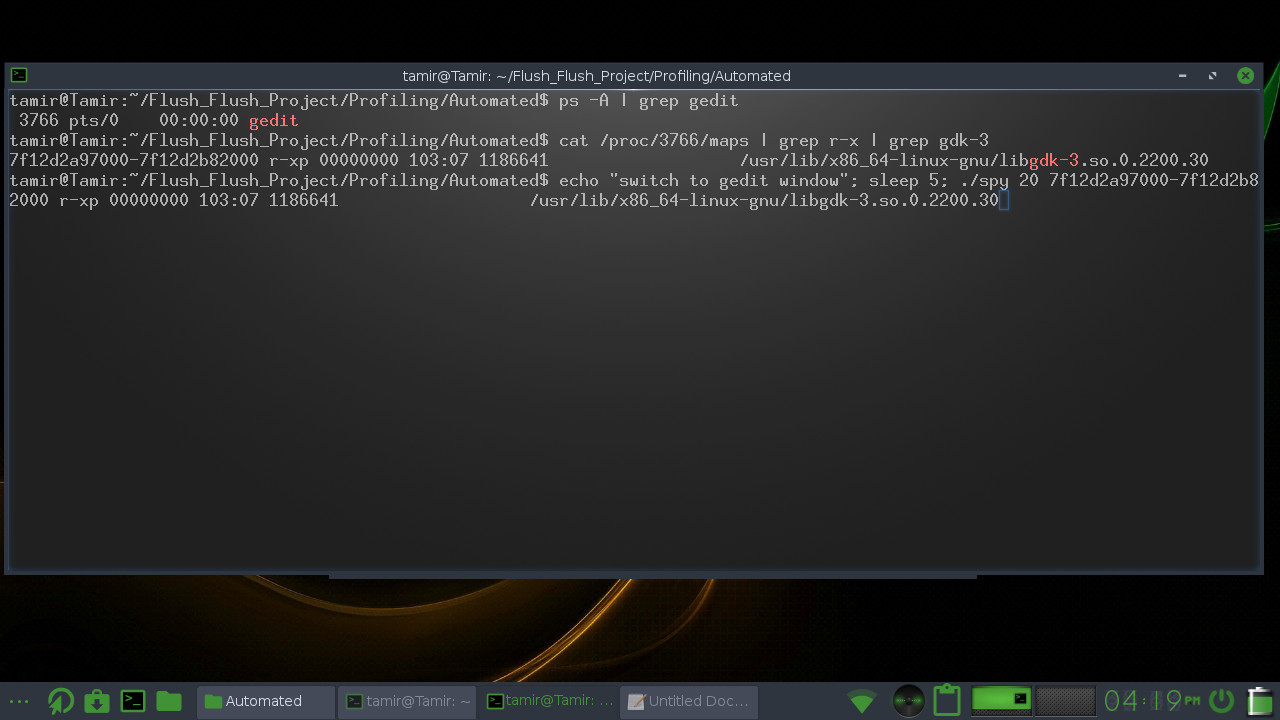 tamir@Tamir: ~/Flush_Flush_Project/Profiling/Automated
tamir@Tamir:~/Flush_Flush_Project/Profiling/Automated$ ps -A | grep gedit
 3766 pts/0    00:00:00 gedit
tamir@Tamir:~/Flush_Flush_Project/Profiling/Automated$ cat /proc/3766/maps | grep r-x | grep gdk-3
7f12d2a97000-7f12d2b82000 r-xp 00000000 103:07 1186641                   /usr/lib/x86_64-linux-gnu/libgdk-3.so.0.2200.30
tamir@Tamir:~/Flush_Flush_Project/Profiling/Automated$ echo "switch to gedit window"; sleep 5; ./spy 20 7f12d2a97000-7f12d2b8
2000 r-xp 00000000 103:07 1186641                   /usr/lib/x86_64-linux-gnu/libgdk-3.so.0.2200.30
Automated
tamir@Tamir: ~
tamir@Tamir: ...
Untitled Doc...
04:19 PM